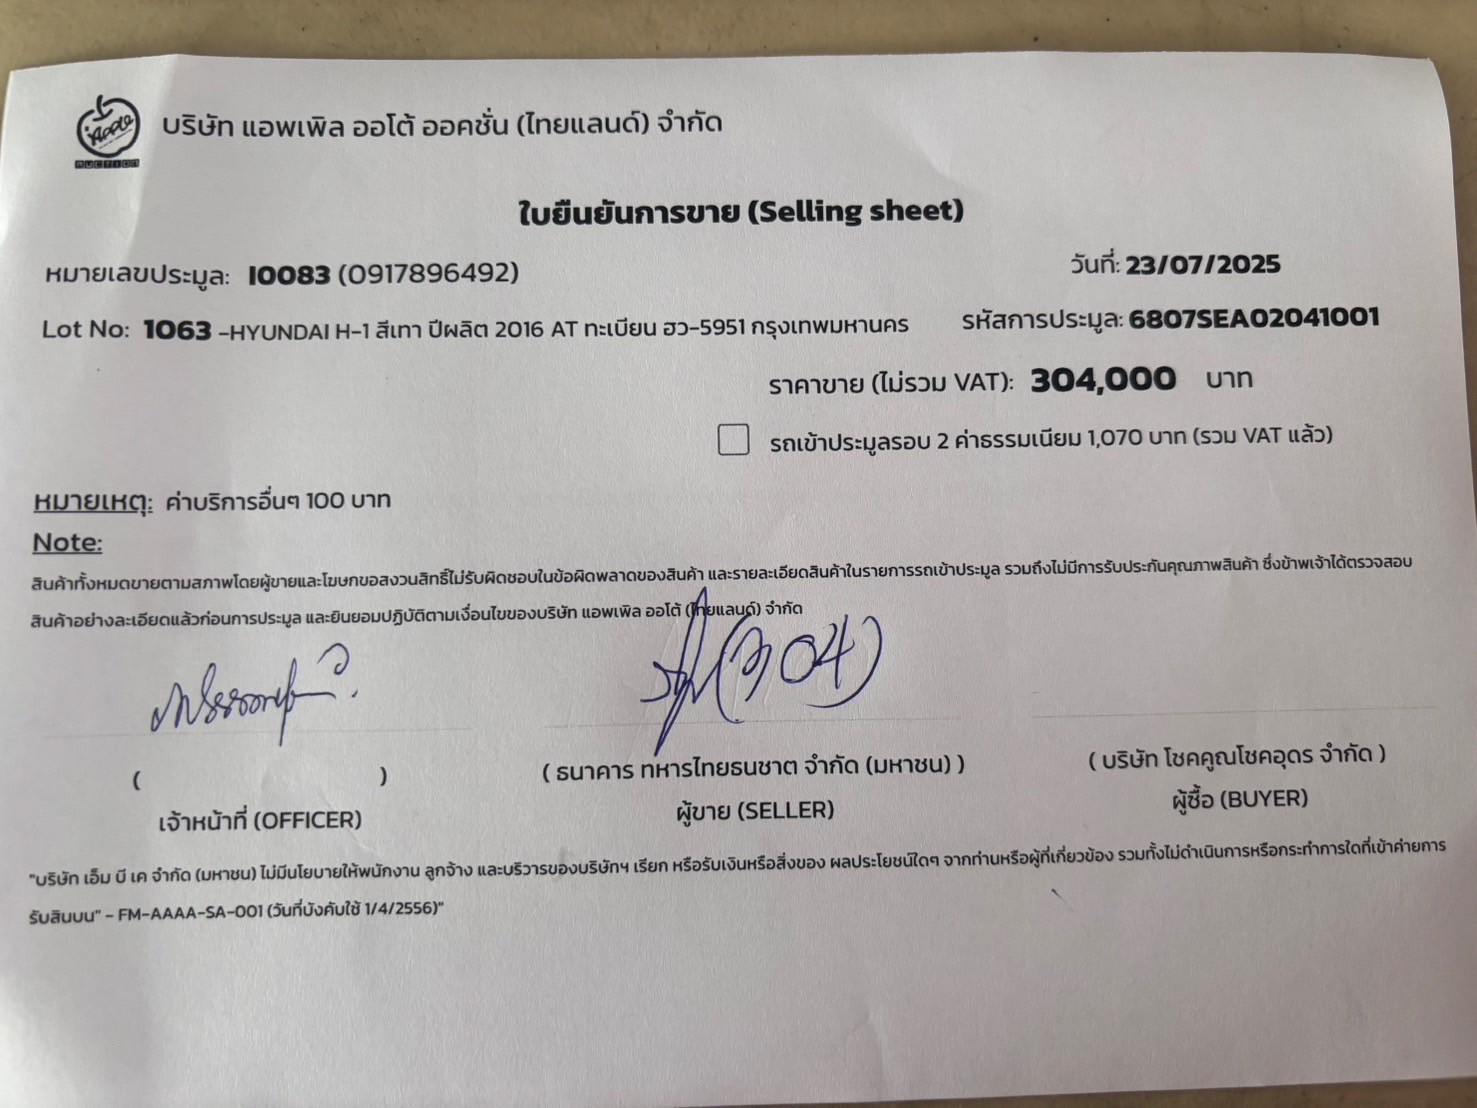 Apple
AUCTION
บริษัท แอพเพิล ออโต้ ออคชั่น (ไทยแลนด์) จำกัด
ใบยืนยันการขาย (Selling sheet)
หมายเลขประมูล: I0083 (0917896492) วันที่: 23/07/2025
Lot No: 1063 -HYUNDAI H-1 สีเทา ปีผลิต 2016 AT ทะเบียน ฮว-5951 กรุงเทพมหานคร รหัสการประมูล: 6807SEA02041001
ราคาขาย (ไม่รวม VAT): 304,000 บาท
รถเข้าประมูลรอบ 2 ค่าธรรมเนียม 1,070 บาท (รวม VAT แล้ว)
หมายเหตุ: ค่าบริการอื่นๆ 100 บาท
Note:
สินค้าทั้งหมดขายตามสภาพโดยผู้ขายและโฆษกขอสงวนสิทธิ์ไม่รับผิดชอบในข้อผิดพลาดของสินค้า และรายละเอียดสินค้าในรายการรถเข้าประมูล รวมถึงไม่มีการรับประกันคุณภาพสินค้า ซึ่งข้าพเจ้าได้ตรวจสอบ
สินค้าอย่างละเอียดแล้วก่อนการประมูล และยินยอมปฏิบัติตามเงื่อนไขของบริษัท แอพเพิล ออโต้ (ไทยแลนด์) จำกัด
304)
( ) ( ธนาคาร ทหารไทยธนชาต จำกัด (มหาชน) ) ( บริษัท โชคคูณโชคอุดร จำกัด )
เจ้าหน้าที่ (OFFICER) ผู้ขาย (SELLER) ผู้ซื้อ (BUYER)
"บริษัท เอ็ม บี เค จำกัด (มหาชน) ไม่มีนโยบายให้พนักงาน ลูกจ้าง และบริวารของบริษัทฯ เรียก หรือรับเงินหรือสิ่งของ ผลประโยชน์ใดๆ จากท่านหรือผู้ที่เกี่ยวข้อง รวมทั้งไม่ดำเนินการหรือกระทำการใดที่เข้าค่ายการ
รับสินบน" - FM-AAAA-SA-001 (วันที่บังคับใช้ 1/4/2556)"